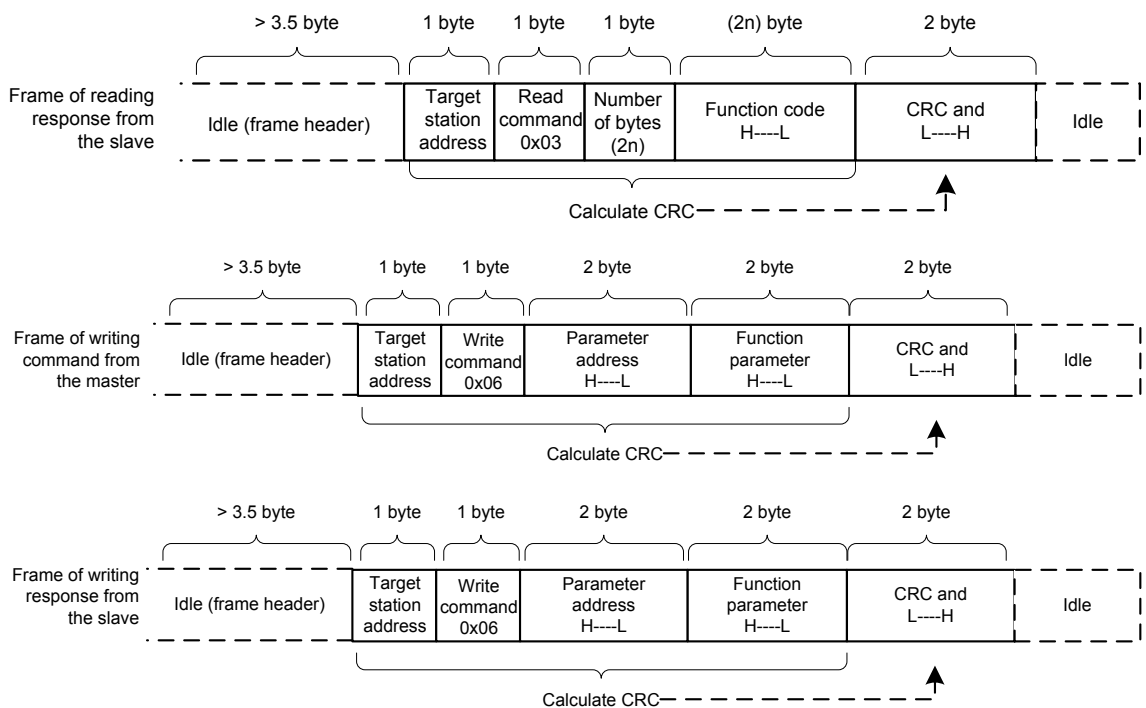 > 3.5 byte 1 byte 1 byte 1 byte (2n) byte 2 byte
Frame of reading
response from
the slave
Idle (frame header)
Target
station
address
Read
command
0x03
Number
of bytes
(2n)
Function code
H----L
CRC and
L----H
Idle
Calculate CRC
> 3.5 byte 1 byte 1 byte 2 byte 2 byte 2 byte
Frame of writing
command from
the master
Idle (frame header)
Target
station
address
Write
command
0x06
Parameter
address
H----L
Function
parameter
H----L
CRC and
L----H
Idle
Calculate CRC
> 3.5 byte 1 byte 1 byte 2 byte 2 byte 2 byte
Frame of writing
response from
the slave
Idle (frame header)
Target
station
address
Write
command
0x06
Parameter
address
H----L
Function
parameter
H----L
CRC and
L----H
Idle
Calculate CRC